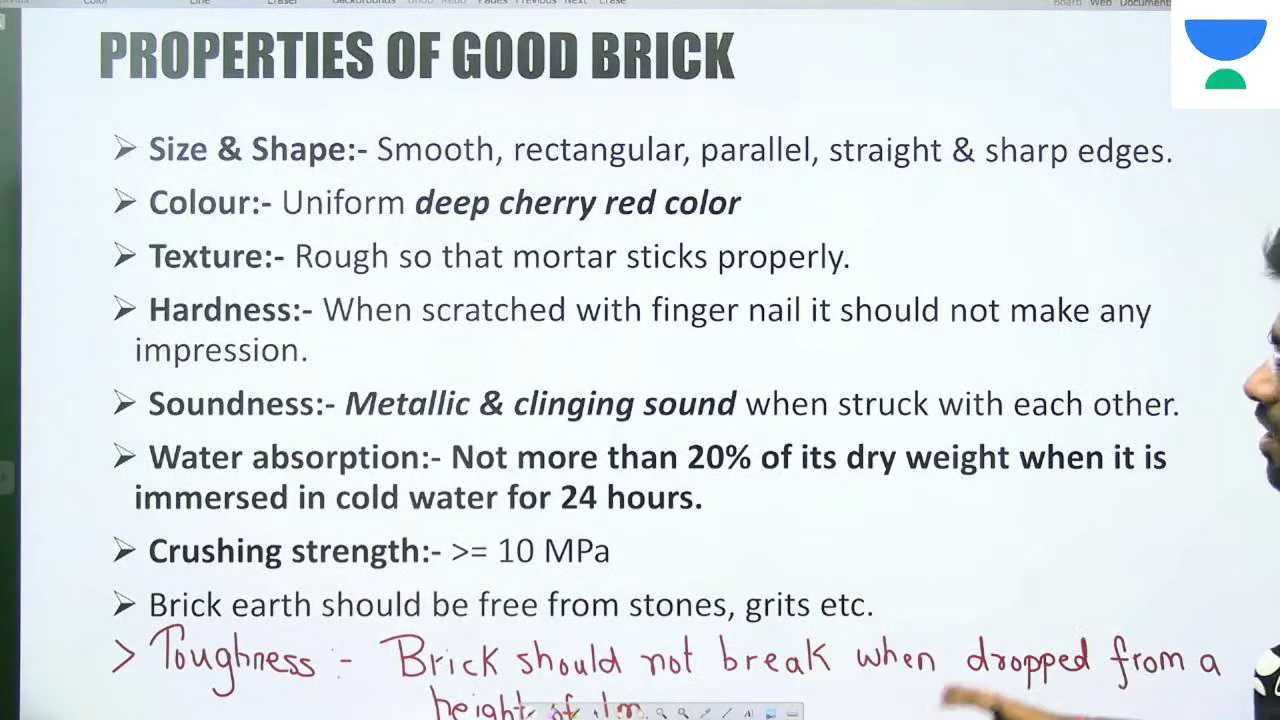 PROPERTIES OF GOOD BRICK
➢ Size & Shape:- Smooth, rectangular, parallel, straight & sharp edges.
➢ Colour:- Uniform deep cherry red color
➢ Texture:- Rough so that mortar sticks properly.
➢ Hardness:- When scratched with finger nail it should not make any
impression.
➢ Soundness:- Metallic & clinging sound when struck with each other.
➢ Water absorption:- Not more than 20% of its dry weight when it is
immersed in cold water for 24 hours.
➢ Crushing strength:- >= 10 MPa
➢ Brick earth should be free from stones, grits etc.
> Toughness :- Brick should not break when dropped from a
height of 1m